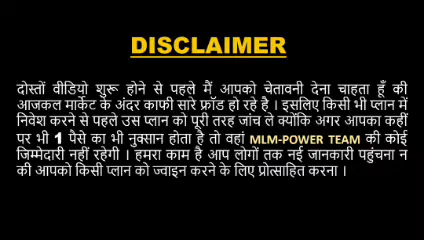 DISCLAIMER
दोस्तों वीडियो शुरू होने से पहले मैं आपको चेतावनी देना चाहता हूँ की
आजकल मार्केट के अंदर काफी सारे फ्रॉड हो रहे है । इसलिए किसी भी प्लान में
निवेश करने से पहले उस प्लान को पूरी तरह जांच ले क्योंकि अगर आपका कहीं
पर भी 1 पैसे का भी नुक्सान होता है तो वहां MLM-POWER TEAM की कोई
जिम्मेदारी नहीं रहेगी । हमरा काम है आप लोगों तक नई जानकारी पहुंचना न
की आपको किसी प्लान को ज्वाइन करने के लिए प्रोत्साहित करना ।